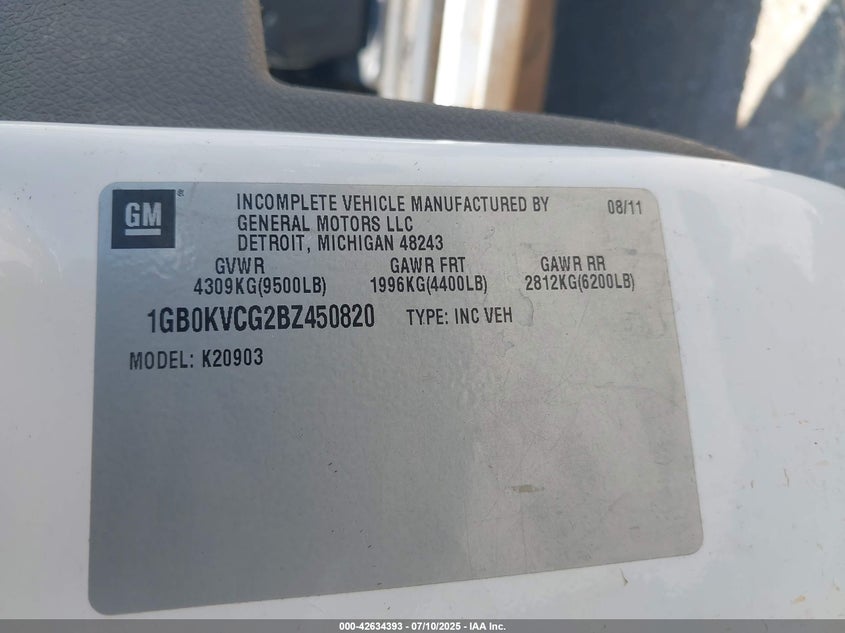 GM ®
INCOMPLETE VEHICLE MANUFACTURED BY 08/11
GENERAL MOTORS LLC
DETROIT, MICHIGAN 48243
GVWR GAWR FRT GAWR RR
4309KG(9500LB) 1996KG(4400LB) 2812KG(6200LB)
1GB0KVCG2BZ450820 TYPE: INC VEH
MODEL: K20903
000-42634393 — 07/10/2025 — IAA Inc.